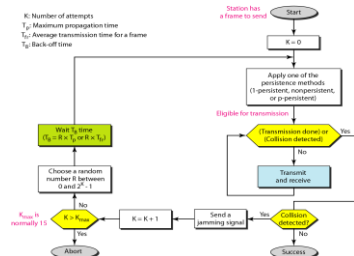 K: Number of attempts
Tp: Maximum propagation time
Tfr: Average transmission time for a frame
TB: Back-off time
Station has
a frame to send
Start
K = 0
Apply one of the
persistence methods
(1-persistent, nonpersistent,
or p-persistent)
Eligible for transmission
(Transmission done) or
(Collision detected)
Yes
No
Transmit
and receive
Wait TB time
(TB = R × Tp or R × Tfr)
Choose a random
number R between
0 and 2^K - 1
No
Kmax is
normally 15
K > Kmax
K = K + 1
Send a
jamming signal
Yes
Collision
detected?
Yes
No
Abort
Success